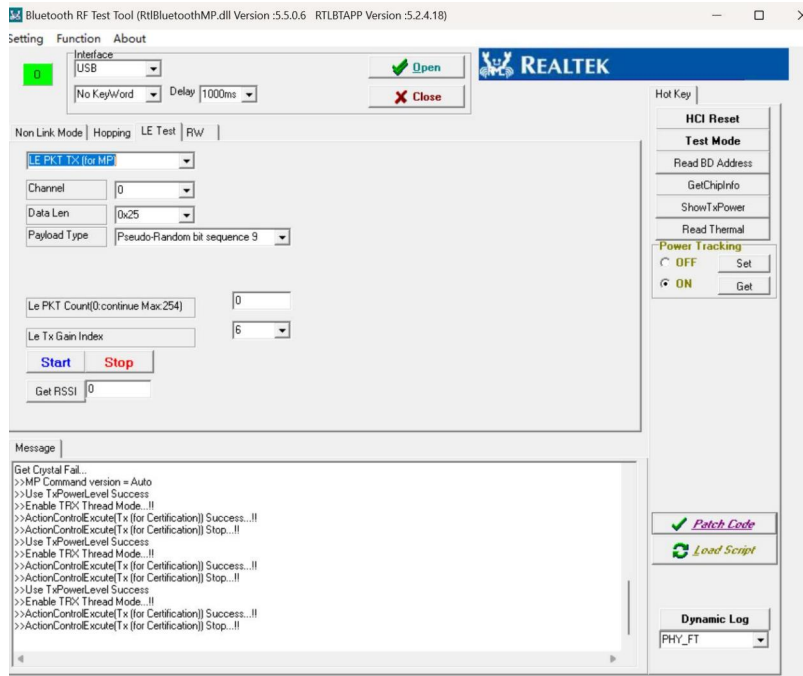 Bluetooth RF Test Tool (RtlBluetoothMP.dll Version :5.5.0.6 RTLBTAPP Version :5.2.4.18)
Setting Function About
Interface
0
USB
No KeyWord
Delay
1000ms
Open
Close
REALTEK
Hot Key
HCI Reset
Test Mode
Read BD Address
GetChipInfo
ShowTxPower
Read Thermal
Power Tracking
OFF Set
ON Get
Non Link Mode Hopping LE Test RW
LE PKT TX (for MP)
Channel 0
Data Len 0x25
Payload Type Pseudo-Random bit sequence 9
Le PKT Count(0:continue Max:254) 0
Le Tx Gain Index 6
Start Stop
Get RSSI 0
Message
Get Crystal Fail...
>>MP Command version = Auto
>>Use TxPowerLevel Success
>>Enable TRX Thread Mode...!!
>>ActionControlExcute(Tx (for Certification)) Success...!!
>>ActionControlExcute(Tx (for Certification)) Stop...!!
>>Use TxPowerLevel Success
>>Enable TRX Thread Mode...!!
>>ActionControlExcute(Tx (for Certification)) Success...!!
>>ActionControlExcute(Tx (for Certification)) Stop...!!
>>Use TxPowerLevel Success
>>Enable TRX Thread Mode...!!
>>ActionControlExcute(Tx (for Certification)) Success...!!
>>ActionControlExcute(Tx (for Certification)) Stop...!!
Patch Code
Load Script
Dynamic Log
PHY_FT